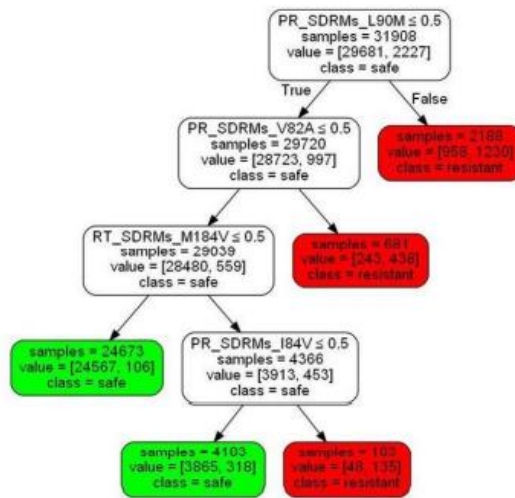 PR_SDRMs_L90M ≤ 0.5
samples = 31908
value = [29681, 2227]
class = safe
True
False
PR_SDRMs_V82A ≤ 0.5
samples = 29720
value = [28723, 997]
class = safe
samples = 2188
value = [958, 1230]
class = resistant
RT_SDRMs_M184V ≤ 0.5
samples = 29039
value = [28480, 559]
class = safe
samples = 681
value = [243, 438]
class = resistant
samples = 24673
value = [24567, 106]
class = safe
PR_SDRMs_I84V ≤ 0.5
samples = 4366
value = [3913, 453]
class = safe
samples = 4183
value = [3865, 318]
class = safe
samples = 183
value = [48, 135]
class = resistant